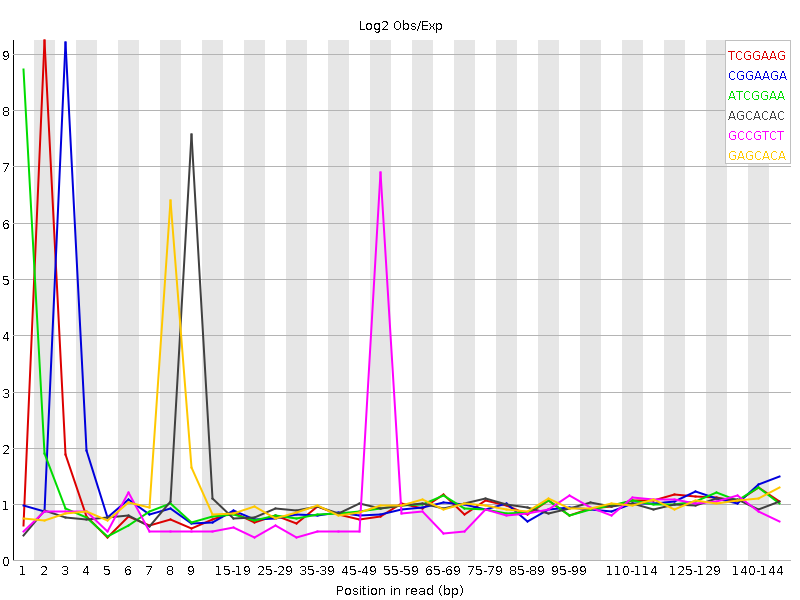 Log2 Obs/Exp
TCGGAAG
CGGAAGA
ATCGGAA
AGCACAC
GCCGTCT
GAGCACA
9
8
7
6
5
4
3
2
1
0
1 2 3 4 5 6 7 8 9 15-19 25-29 35-39 45-49 55-59 65-69 75-79 85-89 95-99 110-114 125-129 140-144
Position in read (bp)